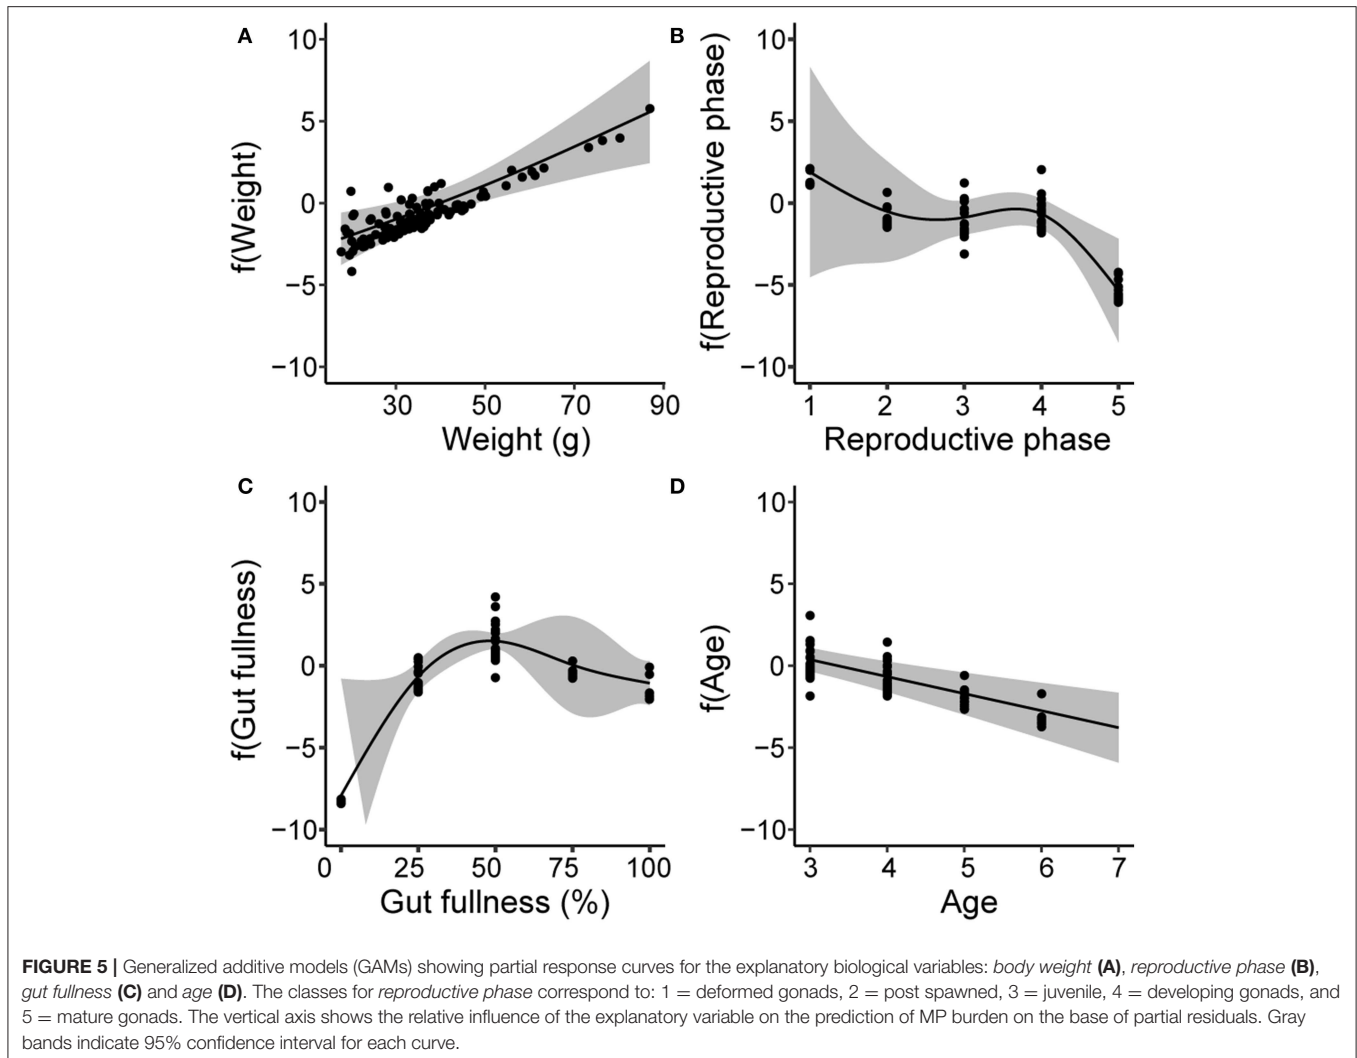 A
10
5
0
−5
−10
f(Weight)
30 50 70 90
Weight (g)
B
10
5
0
−5
−10
f(Reproductive phase)
1 2 3 4 5
Reproductive phase
C
10
5
0
−5
−10
f(Gut fullness)
0 25 50 75 100
Gut fullness (%)
D
10
5
0
−5
−10
f(Age)
3 4 5 6 7
Age
FIGURE 5 | Generalized additive models (GAMs) showing partial response curves for the explanatory biological variables: body weight (A), reproductive phase (B),
gut fullness (C) and age (D). The classes for reproductive phase correspond to: 1 = deformed gonads, 2 = post spawned, 3 = juvenile, 4 = developing gonads, and
5 = mature gonads. The vertical axis shows the relative influence of the explanatory variable on the prediction of MP burden on the base of partial residuals. Gray
bands indicate 95% confidence interval for each curve.